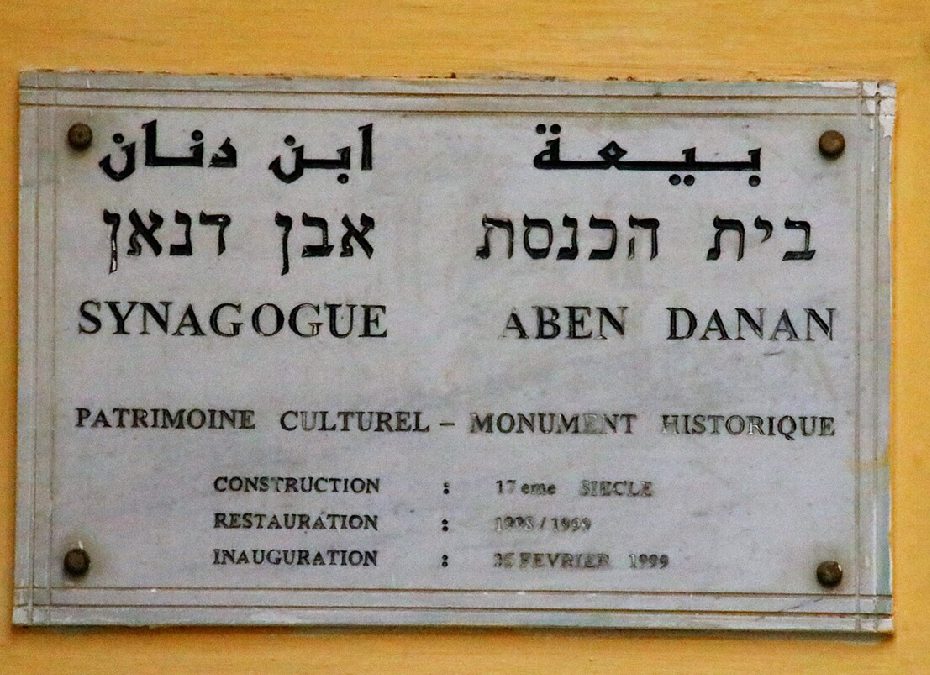 بيعة ابن دنان
בית הכנסת אבן דנאן
SYNAGOGUE ABEN DANAN
PATRIMOINE CULTUREL - MONUMENT HISTORIQUE
CONSTRUCTION : 17eme SIECLE
RESTAURATION : 1998/1999
INAUGURATION : FEVRIER 1999